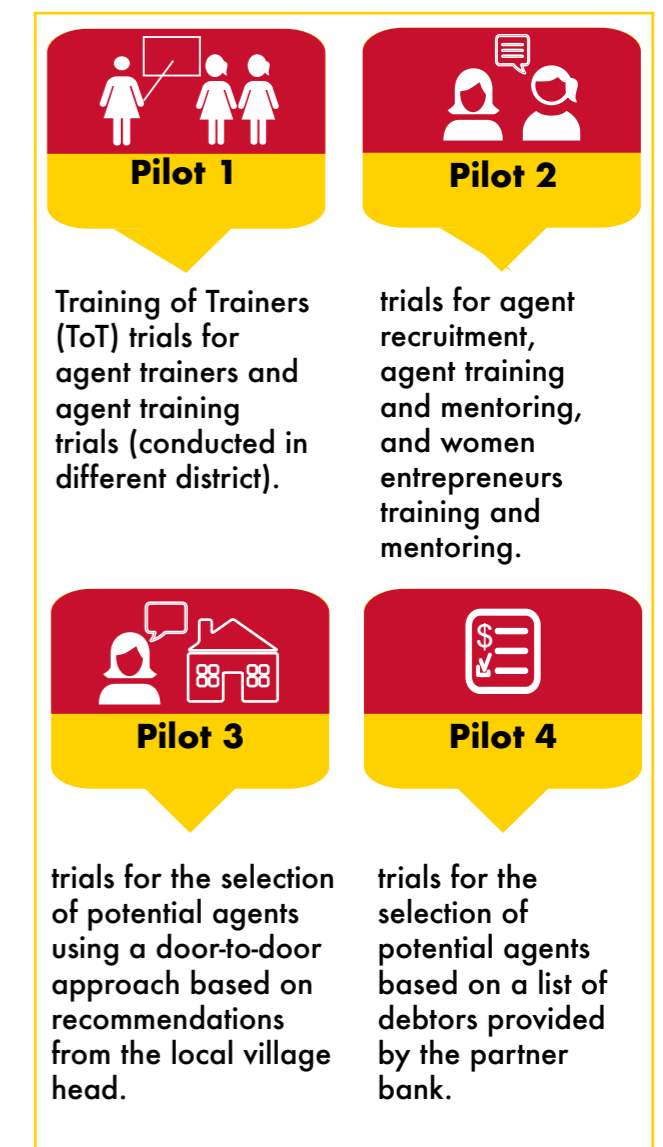 Pilot 1
Training of Trainers
(ToT) trials for
agent trainers and
agent training
trials (conducted in
different district).
Pilot 2
trials for agent
recruitment,
agent training
and mentoring,
and women
entrepreneurs
training and
mentoring.
Pilot 3
trials for the selection
of potential agents
using a door-to-door
approach based on
recommendations
from the local village
head.
$
Pilot 4
trials for the
selection of
potential agents
based on a list of
debtors provided
by the partner
bank.